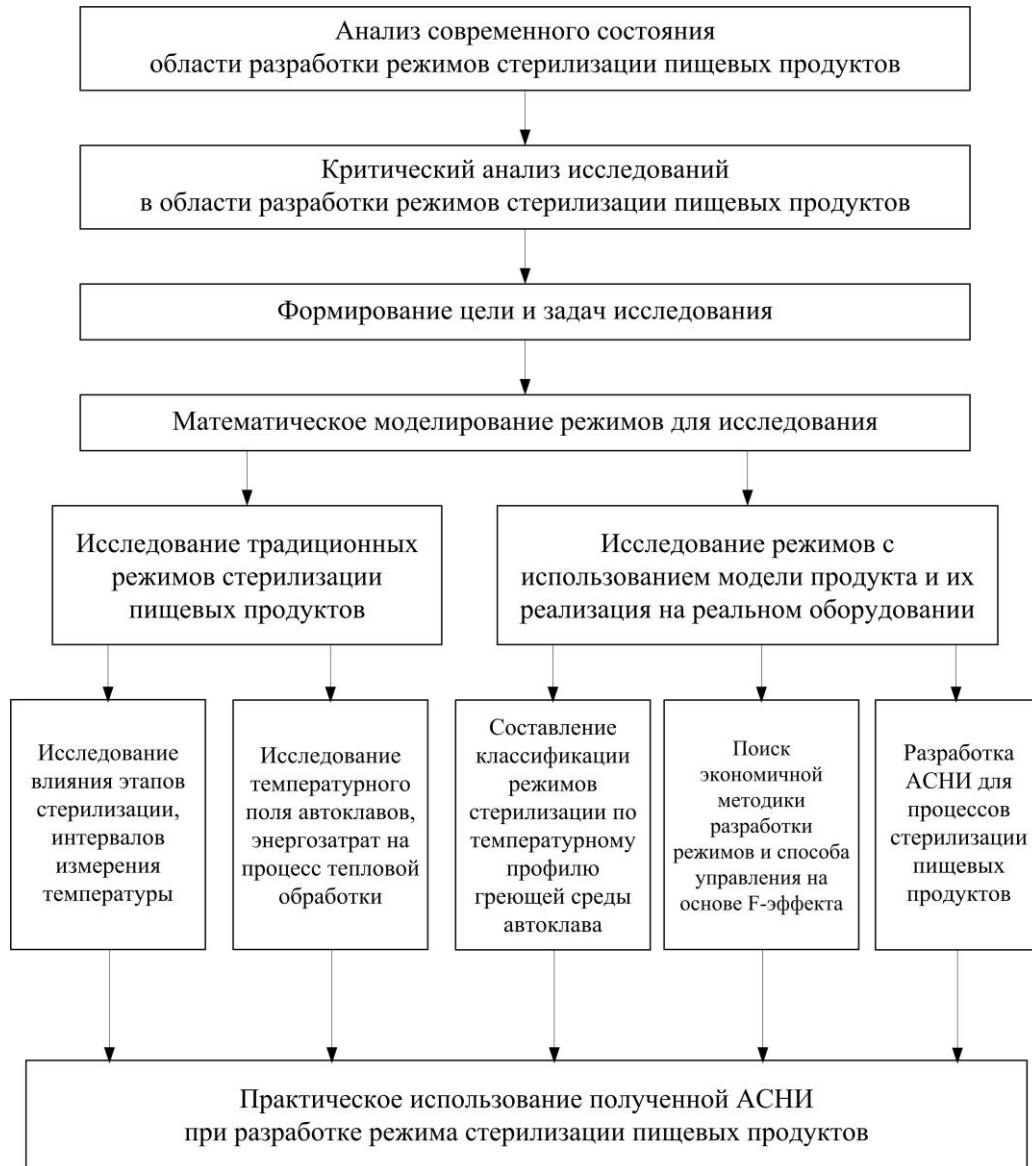 Анализ современного состояния
области разработки режимов стерилизации пищевых продуктов
Критический анализ исследований
в области разработки режимов стерилизации пищевых продуктов
Формирование цели и задач исследования
Математическое моделирование режимов для исследования
Исследование традиционных
режимов стерилизации
пищевых продуктов
Исследование режимов с
использованием модели продукта и их
реализация на реальном оборудовании
Исследование
влияния этапов
стерилизации,
интервалов
измерения
температуры
Исследование
температурного
поля автоклавов,
энергозатрат на
процесс тепловой
обработки
Составление
классификации
режимов
стерилизации по
температурному
профилю
греющей среды
автоклава
Поиск
экономичной
методики
разработки
режимов и способа
управления на
основе F-эффекта
Разработка
АСНИ для
процессов
стерилизации
пищевых
продуктов
Практическое использование полученной АСНИ
при разработке режима стерилизации пищевых продуктов